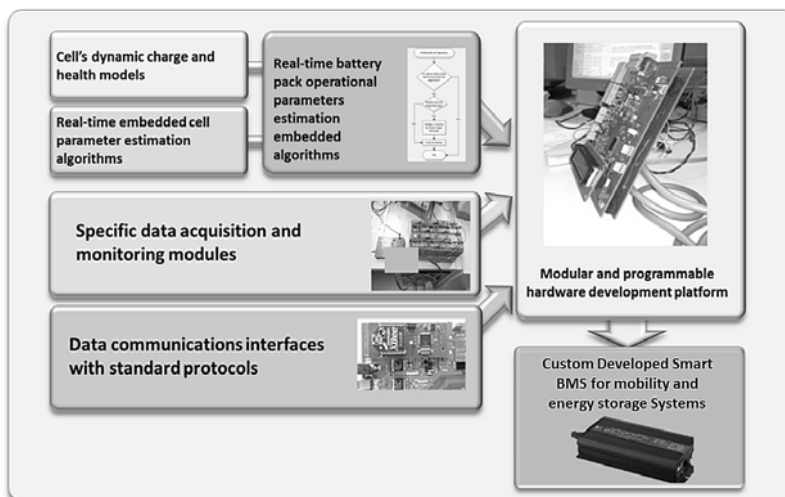 Cell's dynamic charge and
health models
Real-time embedded cell
parameter estimation
algorithms
Real-time battery
pack operational
parameters
estimation
embedded
algorithms
Specific data acquisition and
monitoring modules
Data communications interfaces
with standard protocols
Modular and programmable
hardware development platform
Custom Developed Smart
BMS for mobility and
energy storage Systems